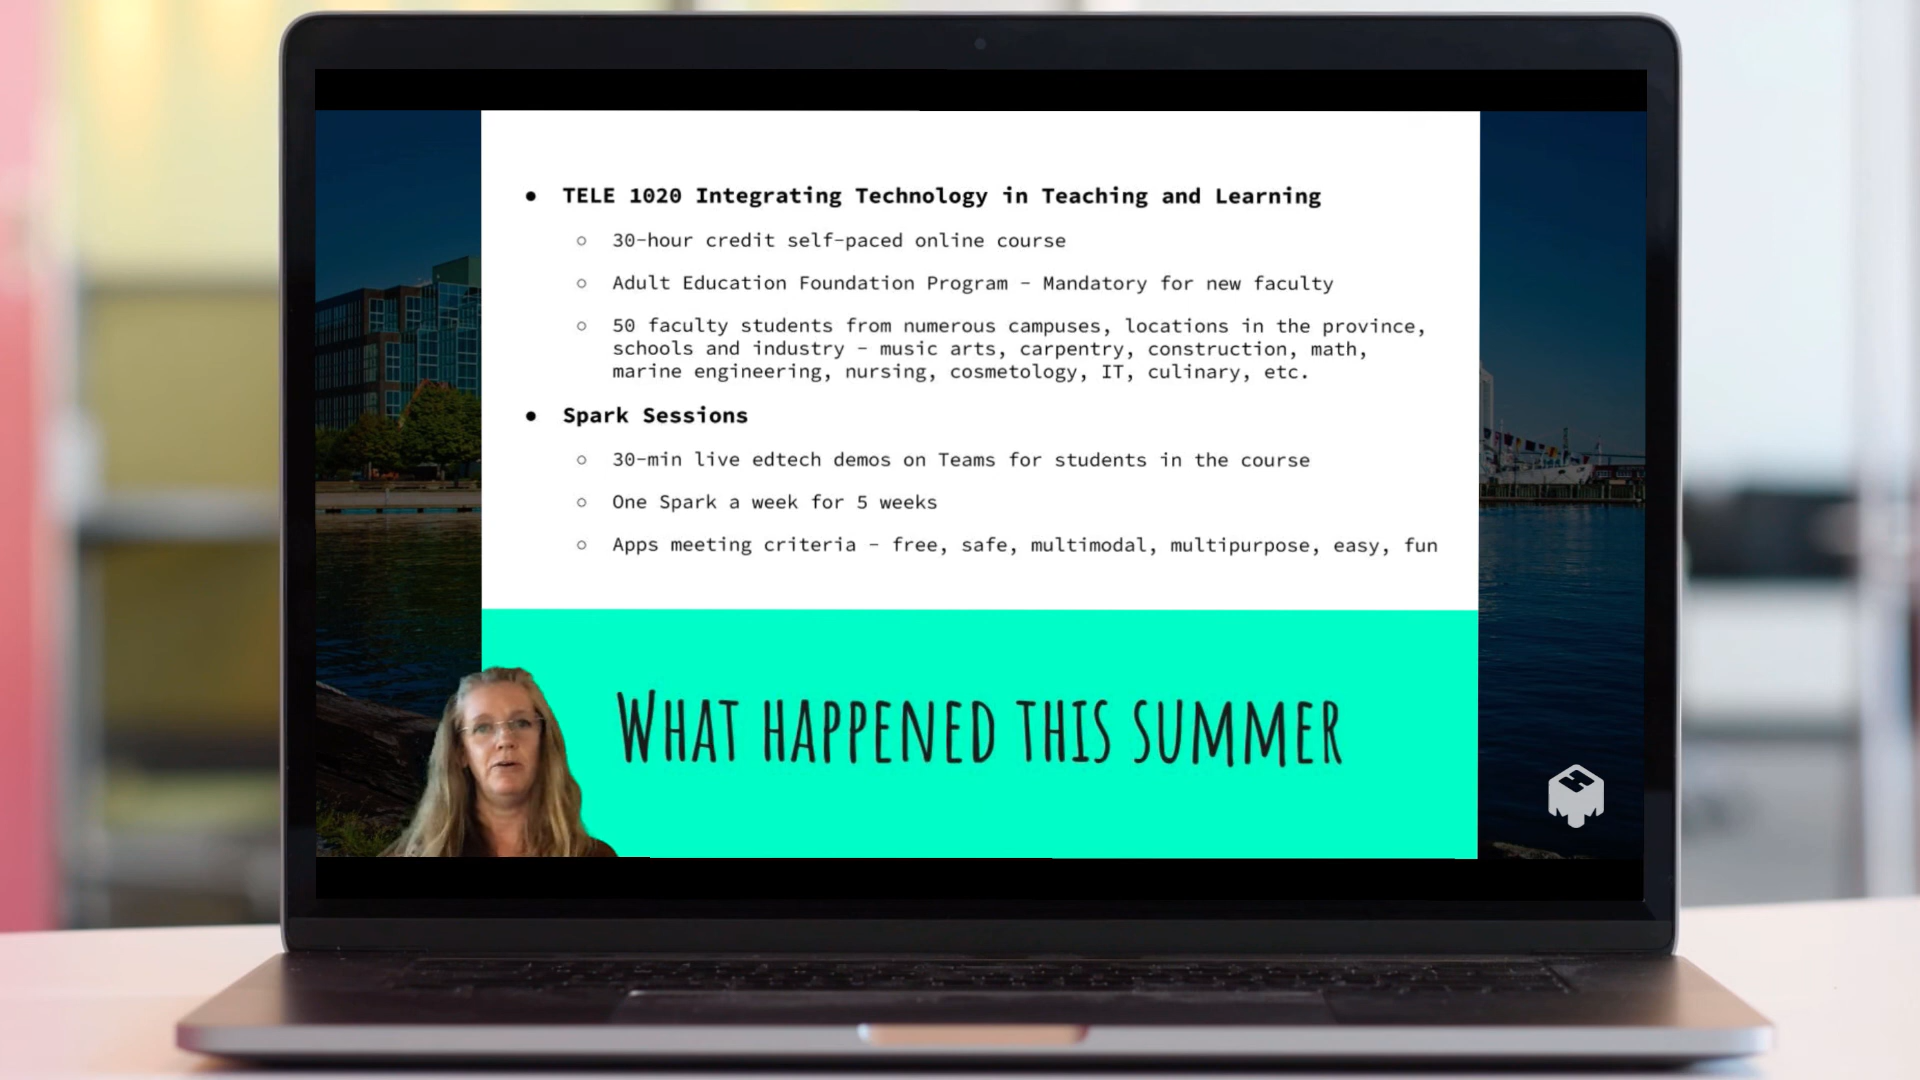 ● TELE 1020 Integrating Technology in Teaching and Learning
○ 30-hour credit self-paced online course
○ Adult Education Foundation Program - Mandatory for new faculty
○ 50 faculty students from numerous campuses, locations in the province,
schools and industry - music arts, carpentry, construction, math,
marine engineering, nursing, cosmetology, IT, culinary, etc.
● Spark Sessions
○ 30-min live edtech demos on Teams for students in the course
○ One Spark a week for 5 weeks
○ Apps meeting criteria - free, safe, multimodal, multipurpose, easy, fun
WHAT HAPPENED THIS SUMMER